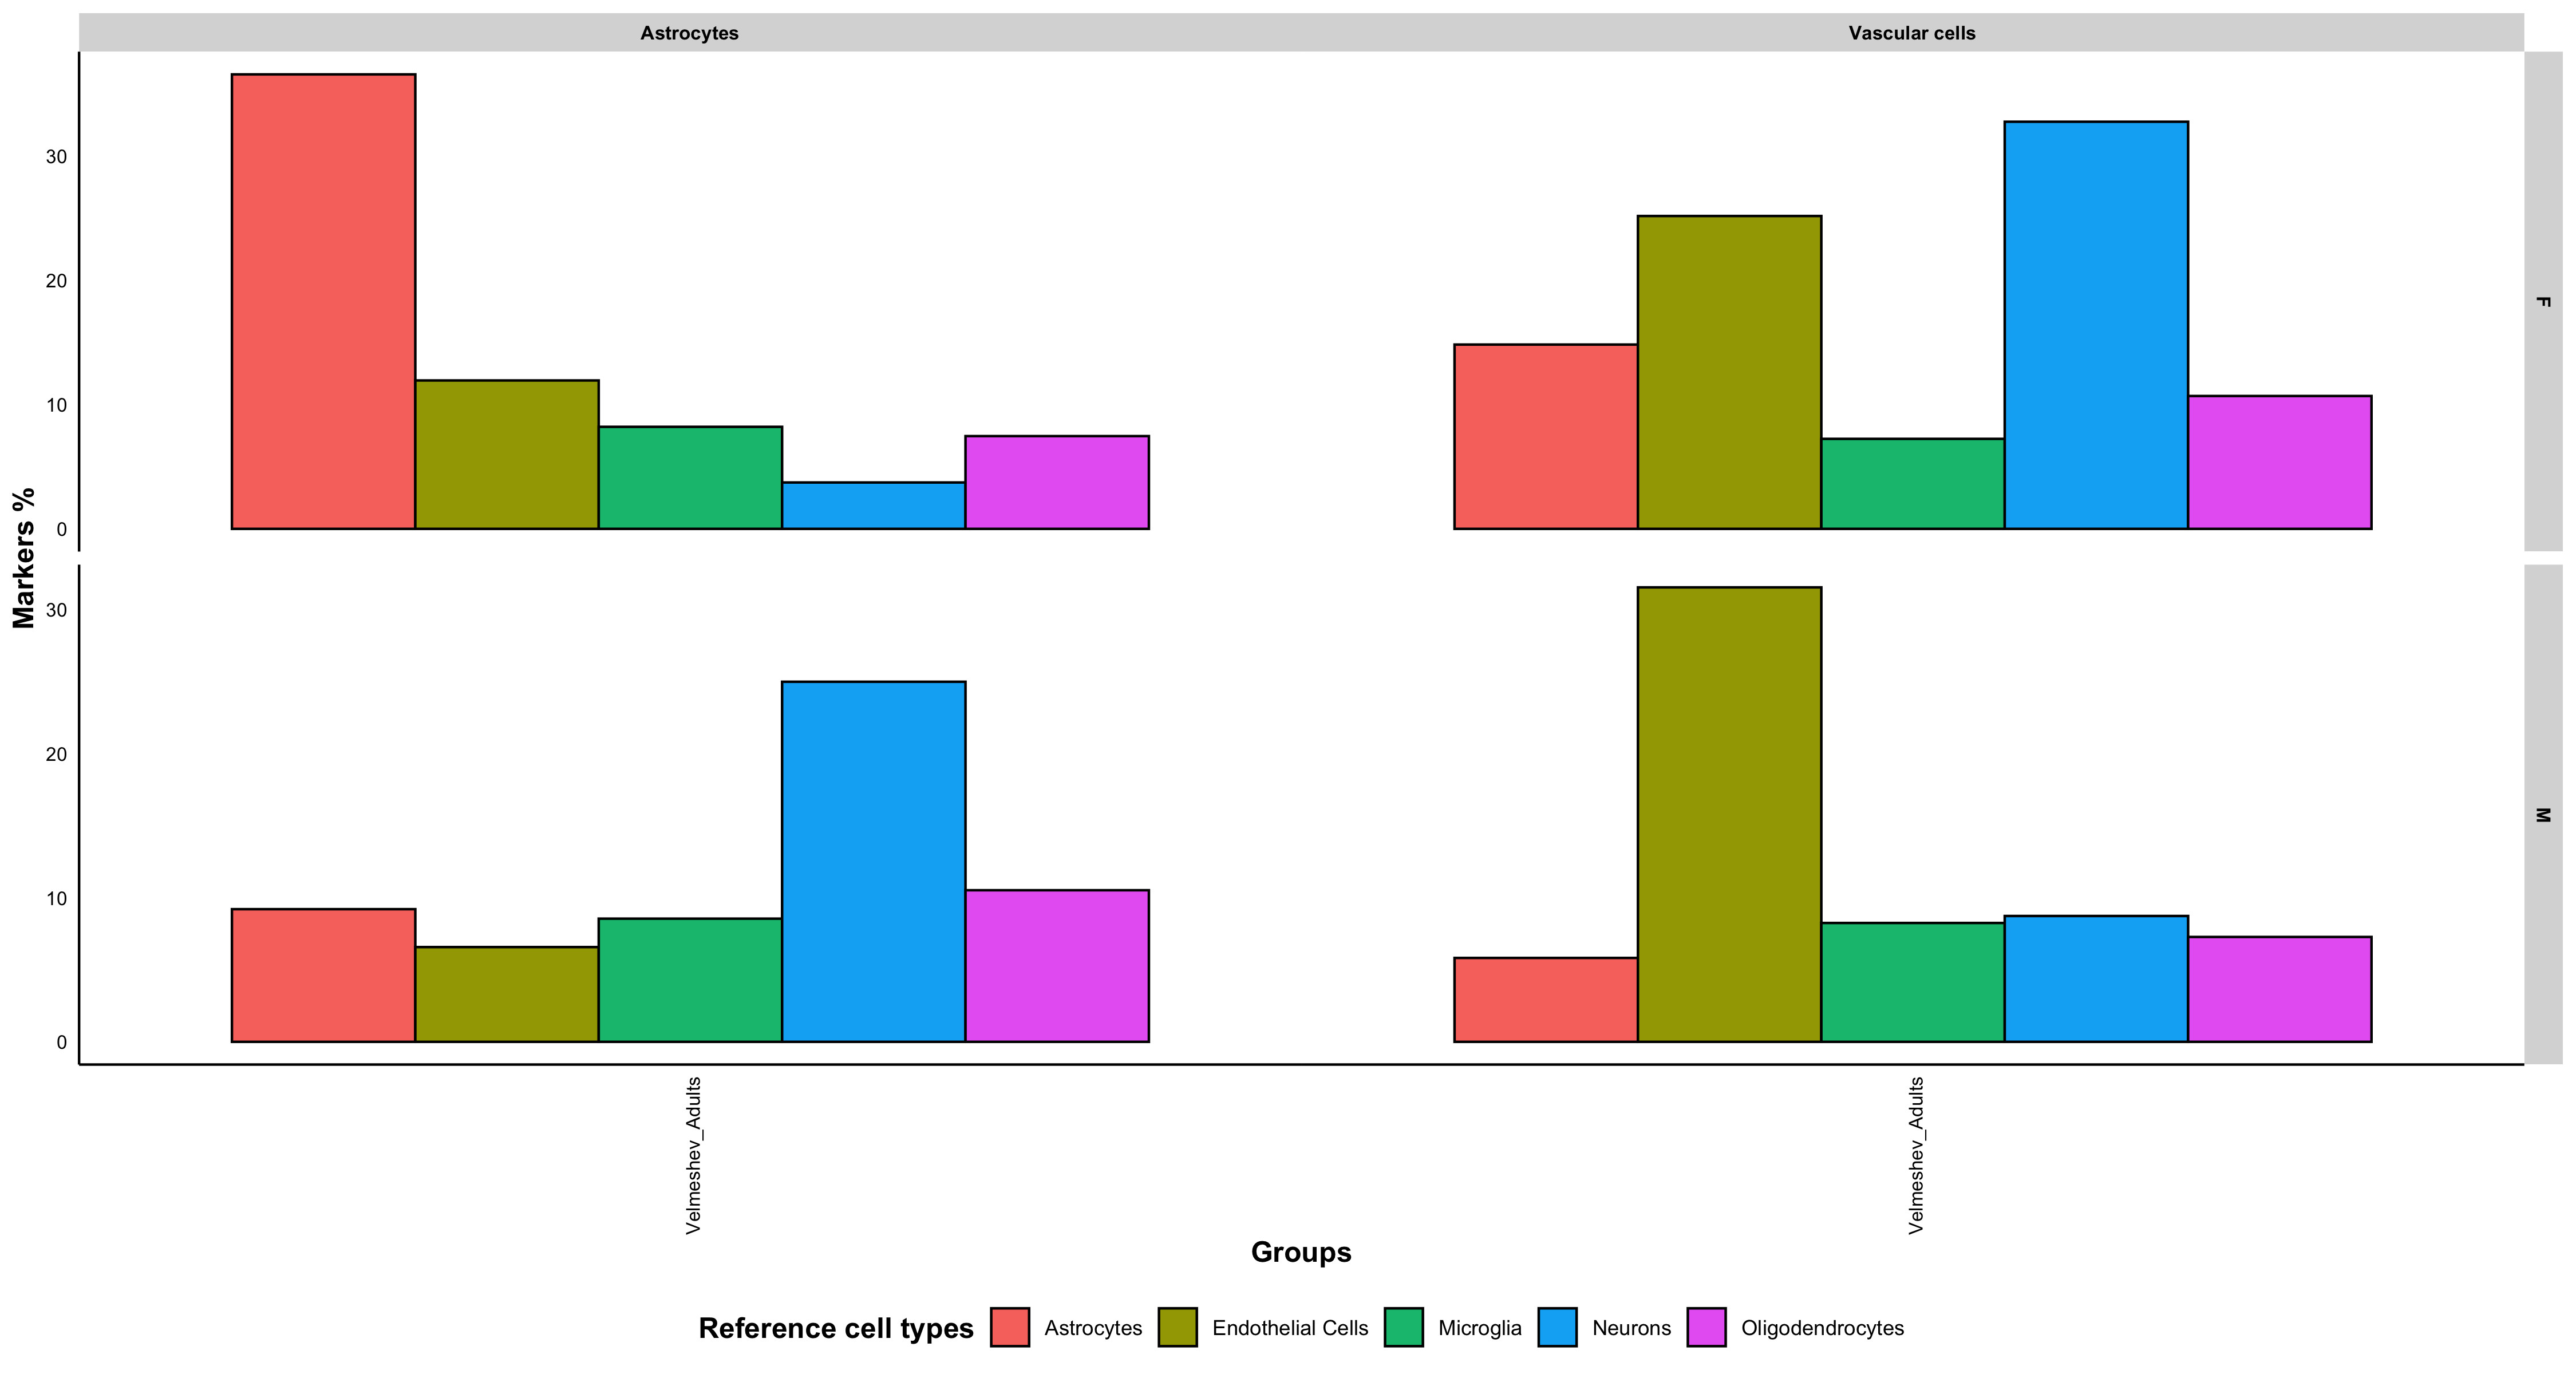 Astrocytes Vascular cells
30
20
10
0
F
30
20
10
0
M
Markers %
Velmeshev_Adults Velmeshev_Adults
Groups
Reference cell types Astrocytes Endothelial Cells Microglia Neurons Oligodendrocytes